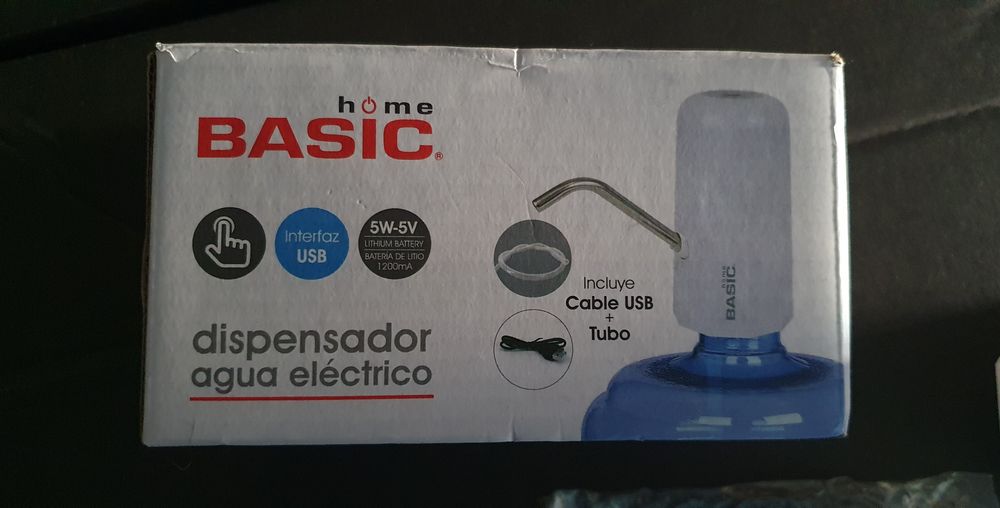 home
BASIC®
Interfaz
USB
5W-5V
LITHIUM BATTERY
BATERÍA DE LITIO
1200mA
dispensador
agua eléctrico
Incluye
Cable USB
+
Tubo
home
BASIC